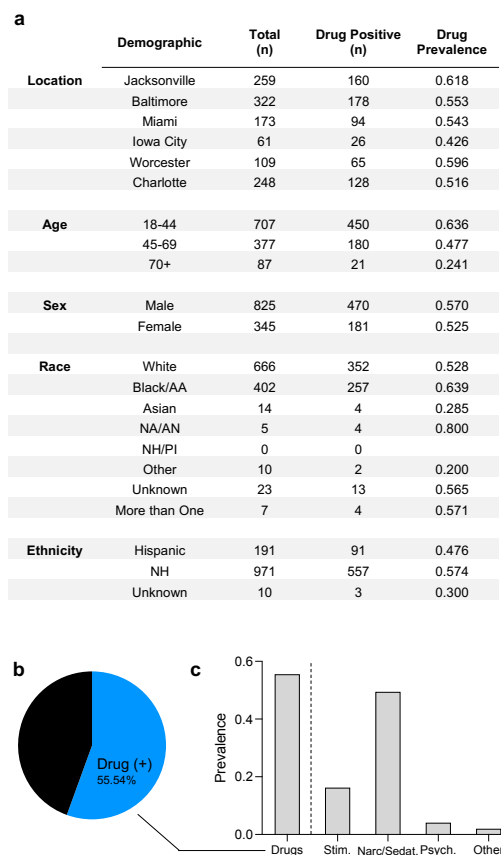 a
Demographic Total (n) Drug Positive (n) Drug Prevalence
Location Jacksonville 259 160 0.618
Baltimore 322 178 0.553
Miami 173 94 0.543
Iowa City 61 26 0.426
Worcester 109 65 0.596
Charlotte 248 128 0.516
Age 18-44 707 450 0.636
45-69 377 180 0.477
70+ 87 21 0.241
Sex Male 825 470 0.570
Female 345 181 0.525
Race White 666 352 0.528
Black/AA 402 257 0.639
Asian 14 4 0.285
NA/AN 5 4 0.800
NH/PI 0 0
Other 10 2 0.200
Unknown 23 13 0.565
More than One 7 4 0.571
Ethnicity Hispanic 191 91 0.476
NH 971 557 0.574
Unknown 10 3 0.300
b
Drug (+)
55.54%
c
Prevalence
0.6
0.4
0.2
0.0
Drugs Stim. Narc/Sedat. Psych. Other